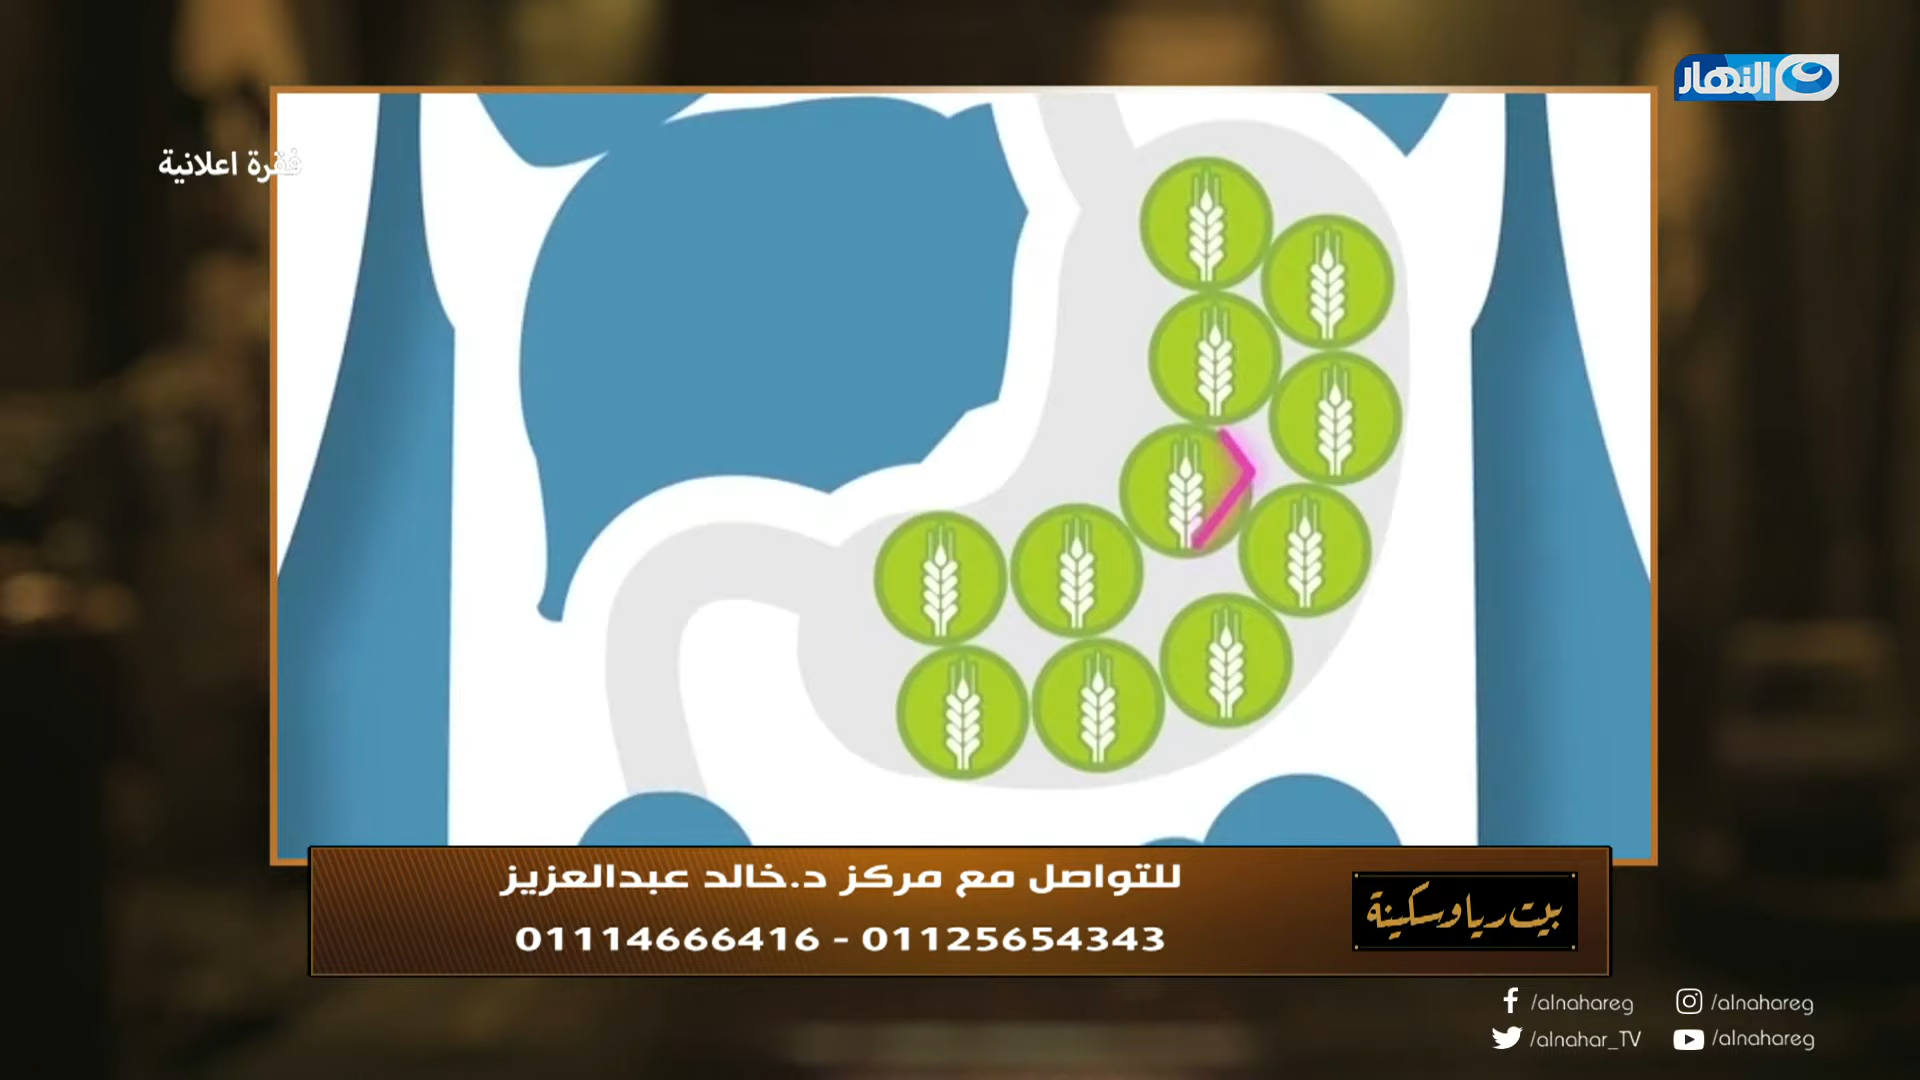 النهار
فقرة اعلانية
للتواصل مع مركز د.خالد عبدالعزيز
01114666416 - 01125654343
بيت ريا وسكينة
/alnahareg
/alnahareg
/alnahar_TV
/alnahareg